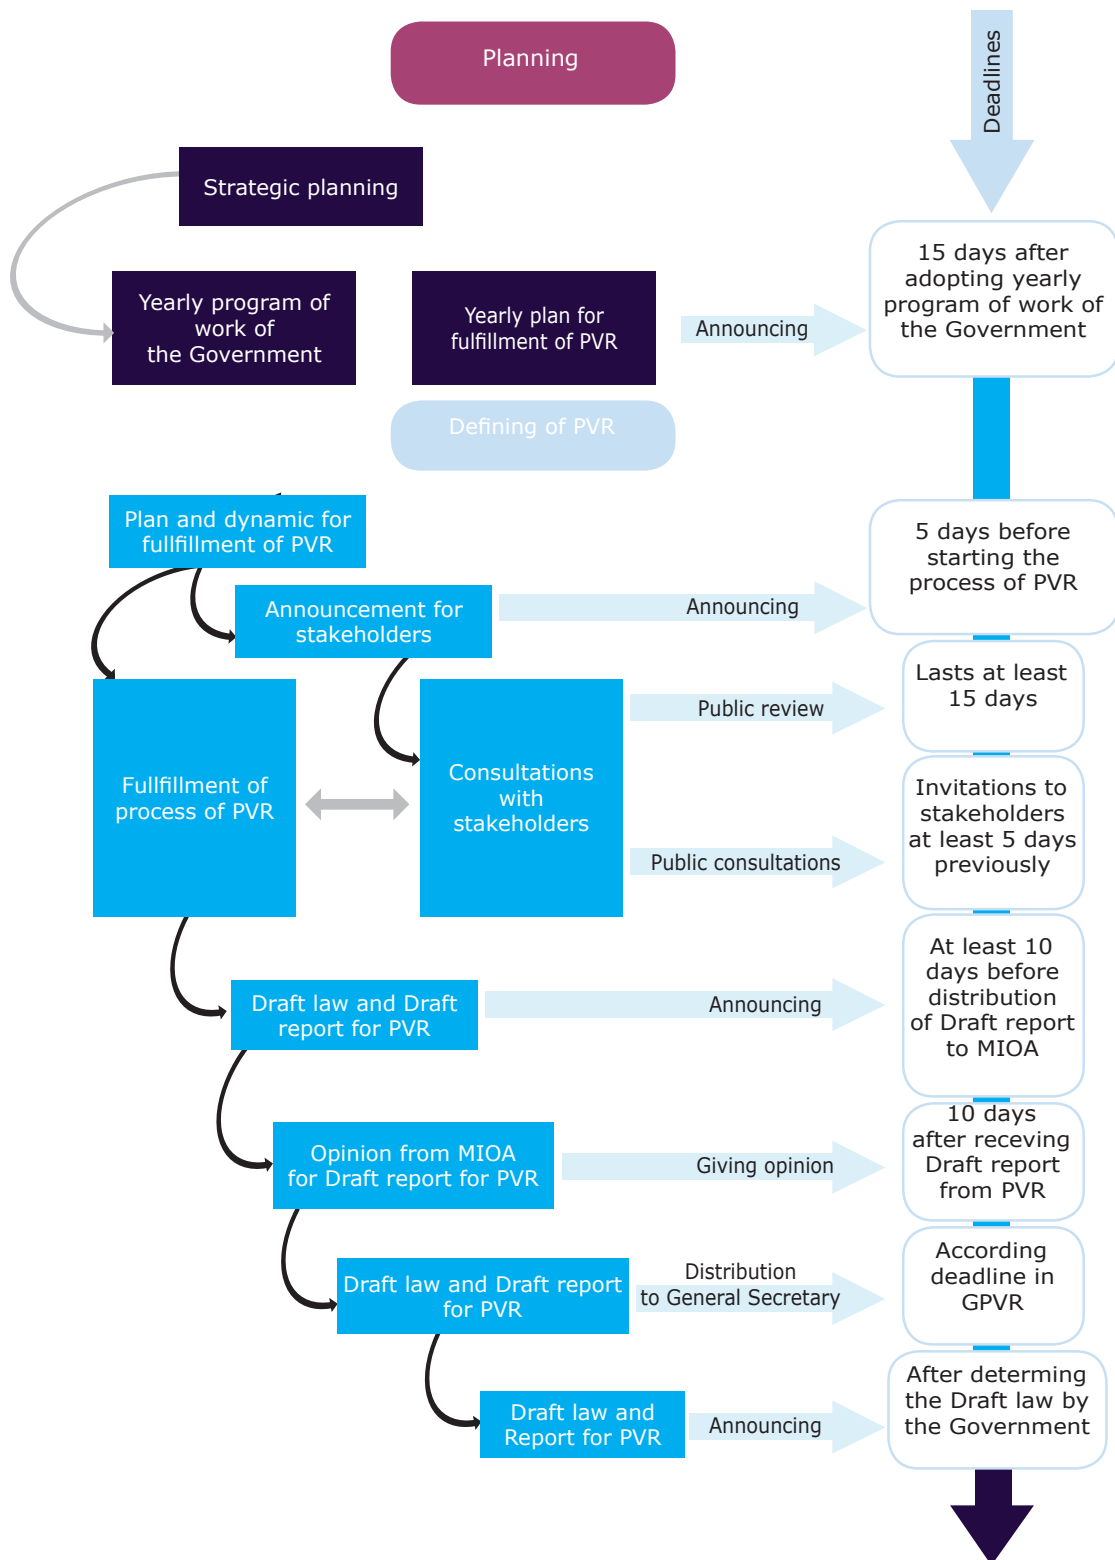 Planning
Deadlines
Strategic planning
15 days after
adopting yearly
program of work of
the Government
Yearly program of
work of
the Government
Yearly plan for
fulfillment of PVR
Announcing
Defining of PVR
Plan and dynamic for
fullfillment of PVR
5 days before
starting the
process of PVR
Announcement for
stakeholders
Announcing
Lasts at least
15 days
Public review
Fullfillment of
process of PVR
Consultations
with
stakeholders
Invitations to
stakeholders
at least 5 days
previously
Public consultations
At least 10
days before
distribution
of Draft report
to MIOA
Draft law and Draft
report for PVR
Announcing
10 days
after receving
Draft report
from PVR
Opinion from MIOA
for Draft report for PVR
Giving opinion
According
deadline in
GPVR
Draft law and Draft report
for PVR
Distribution
to General Secretary
After determing
the Draft law by
the Government
Draft law and
Report for PVR
Announcing